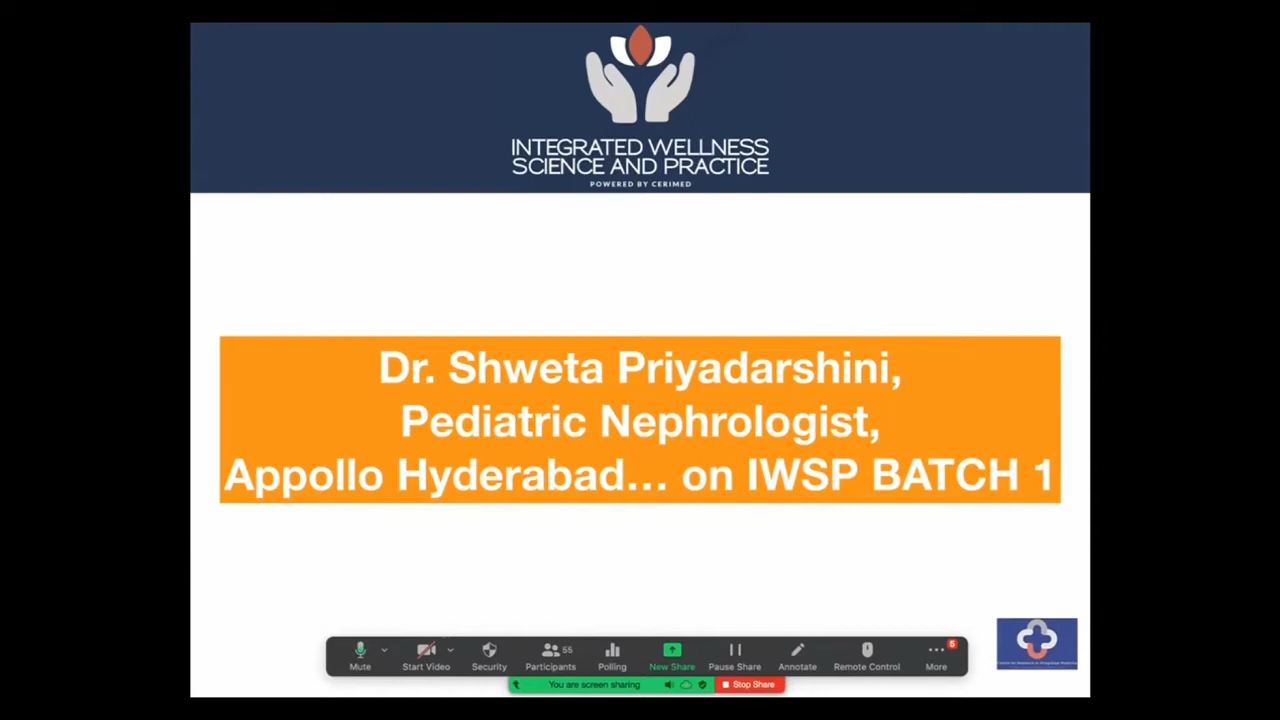 INTEGRATED WELLNESS
SCIENCE AND PRACTICE
POWERED BY CERIMED
Dr. Shweta Priyadarshini,
Pediatric Nephrologist,
Appollo Hyderabad... on IWSP BATCH 1
Mute
Start Video
Security
55
Participants
Polling
New Share
Pause Share
Annotate
Remote Control
6
More
You are screen sharing
Stop Share